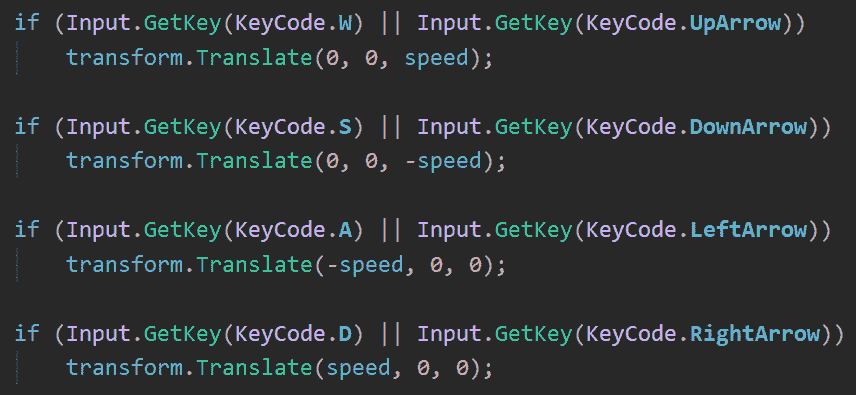 if (Input.GetKey(KeyCode.W) || Input.GetKey(KeyCode.UpArrow))
transform.Translate(0, 0, speed);
if (Input.GetKey(KeyCode.S) || Input.GetKey(KeyCode.DownArrow))
transform.Translate(0, 0, -speed);
if (Input.GetKey(KeyCode.A) || Input.GetKey(KeyCode.LeftArrow))
transform.Translate(-speed, 0, 0);
if (Input.GetKey(KeyCode.D) || Input.GetKey(KeyCode.RightArrow))
transform.Translate(speed, 0, 0);